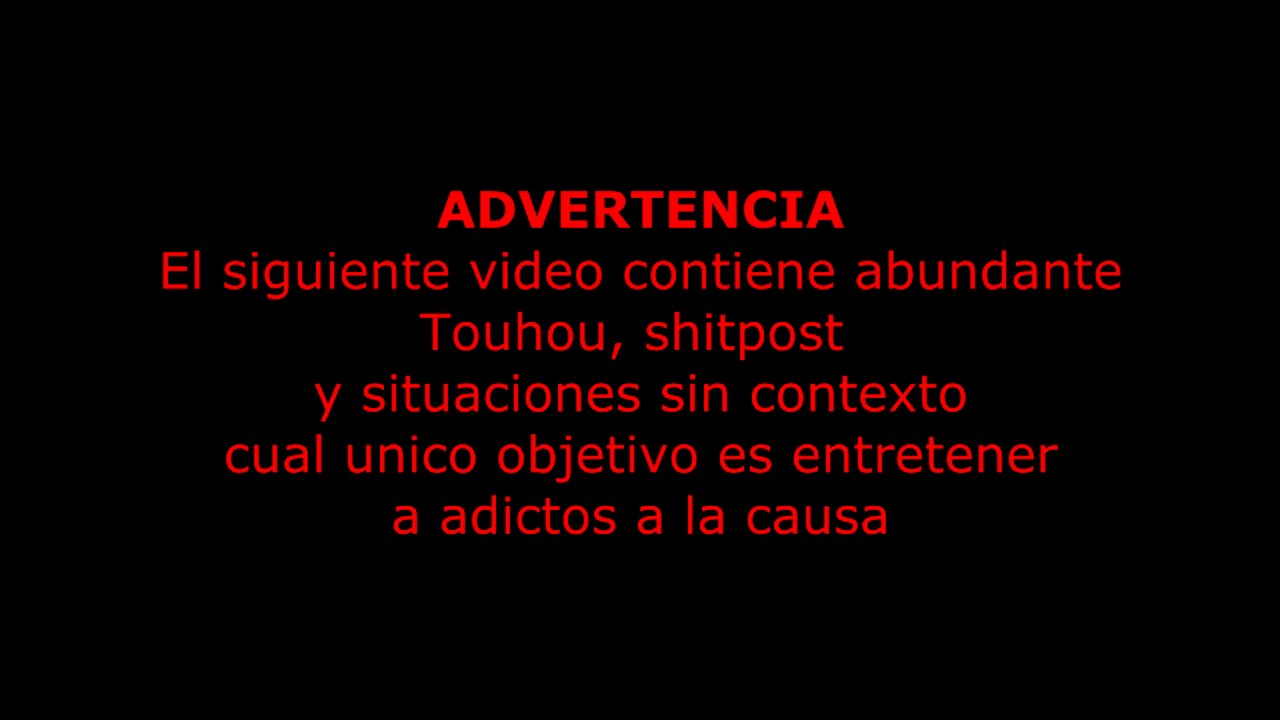 ADVERTENCIA
El siguiente video contiene abundante
Touhou, shitpost
y situaciones sin contexto
cual unico objetivo es entretener
a adictos a la causa